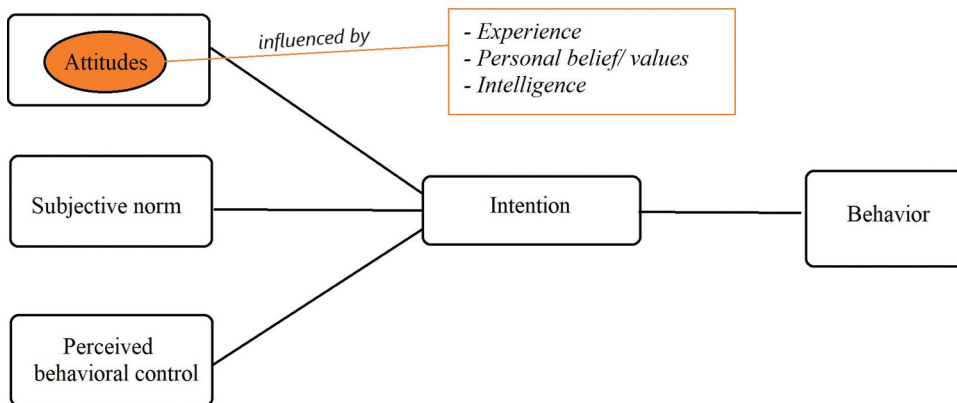 Attitudes
influenced by
- Experience
- Personal belief/ values
- Intelligence
Subjective norm
Intention
Behavior
Perceived
behavioral control